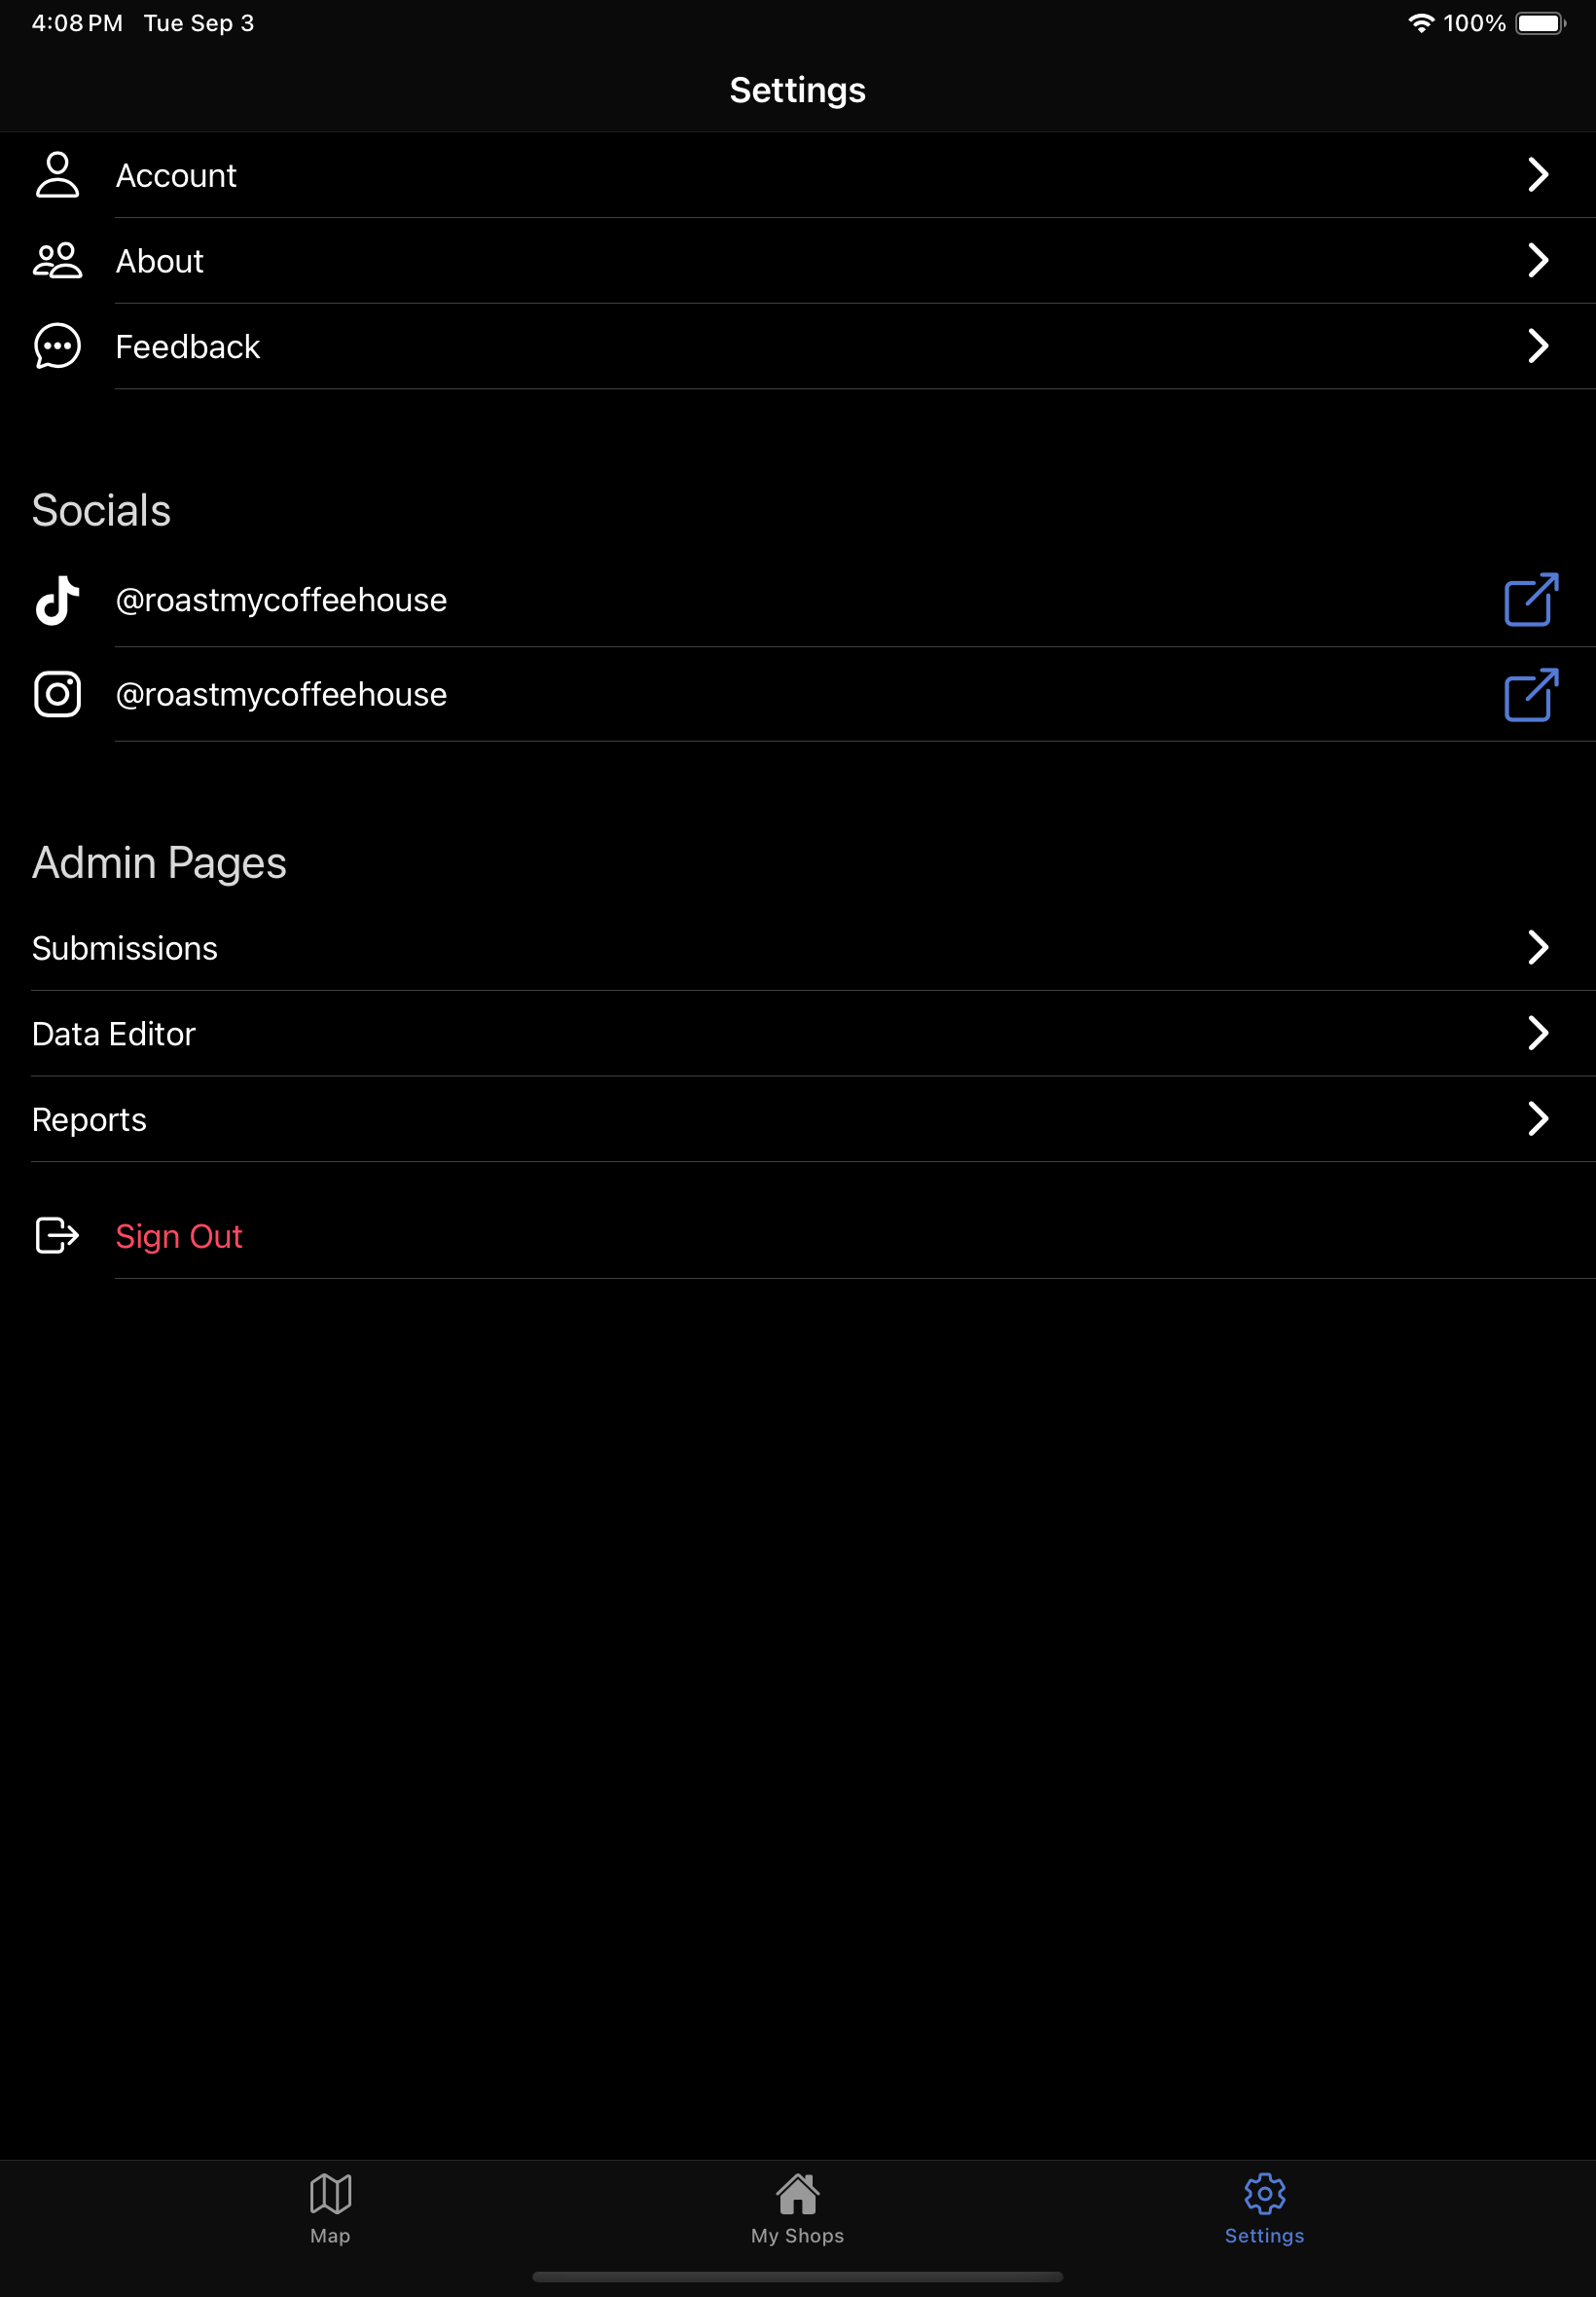 4:08 PM Tue Sep 3 100%
Settings
Account
About
Feedback
Socials
@roastmycoffeehouse
@roastmycoffeehouse
Admin Pages
Submissions
Data Editor
Reports
Sign Out
Map My Shops Settings